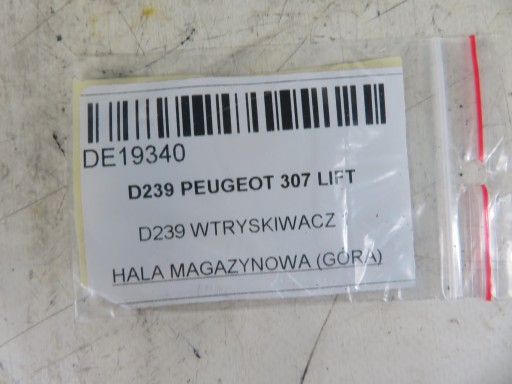 DE19340
D239 PEUGEOT 307 LIFT
D239 WTRYSKIWACZ
HALA MAGAZYNOWA (GÓRA)